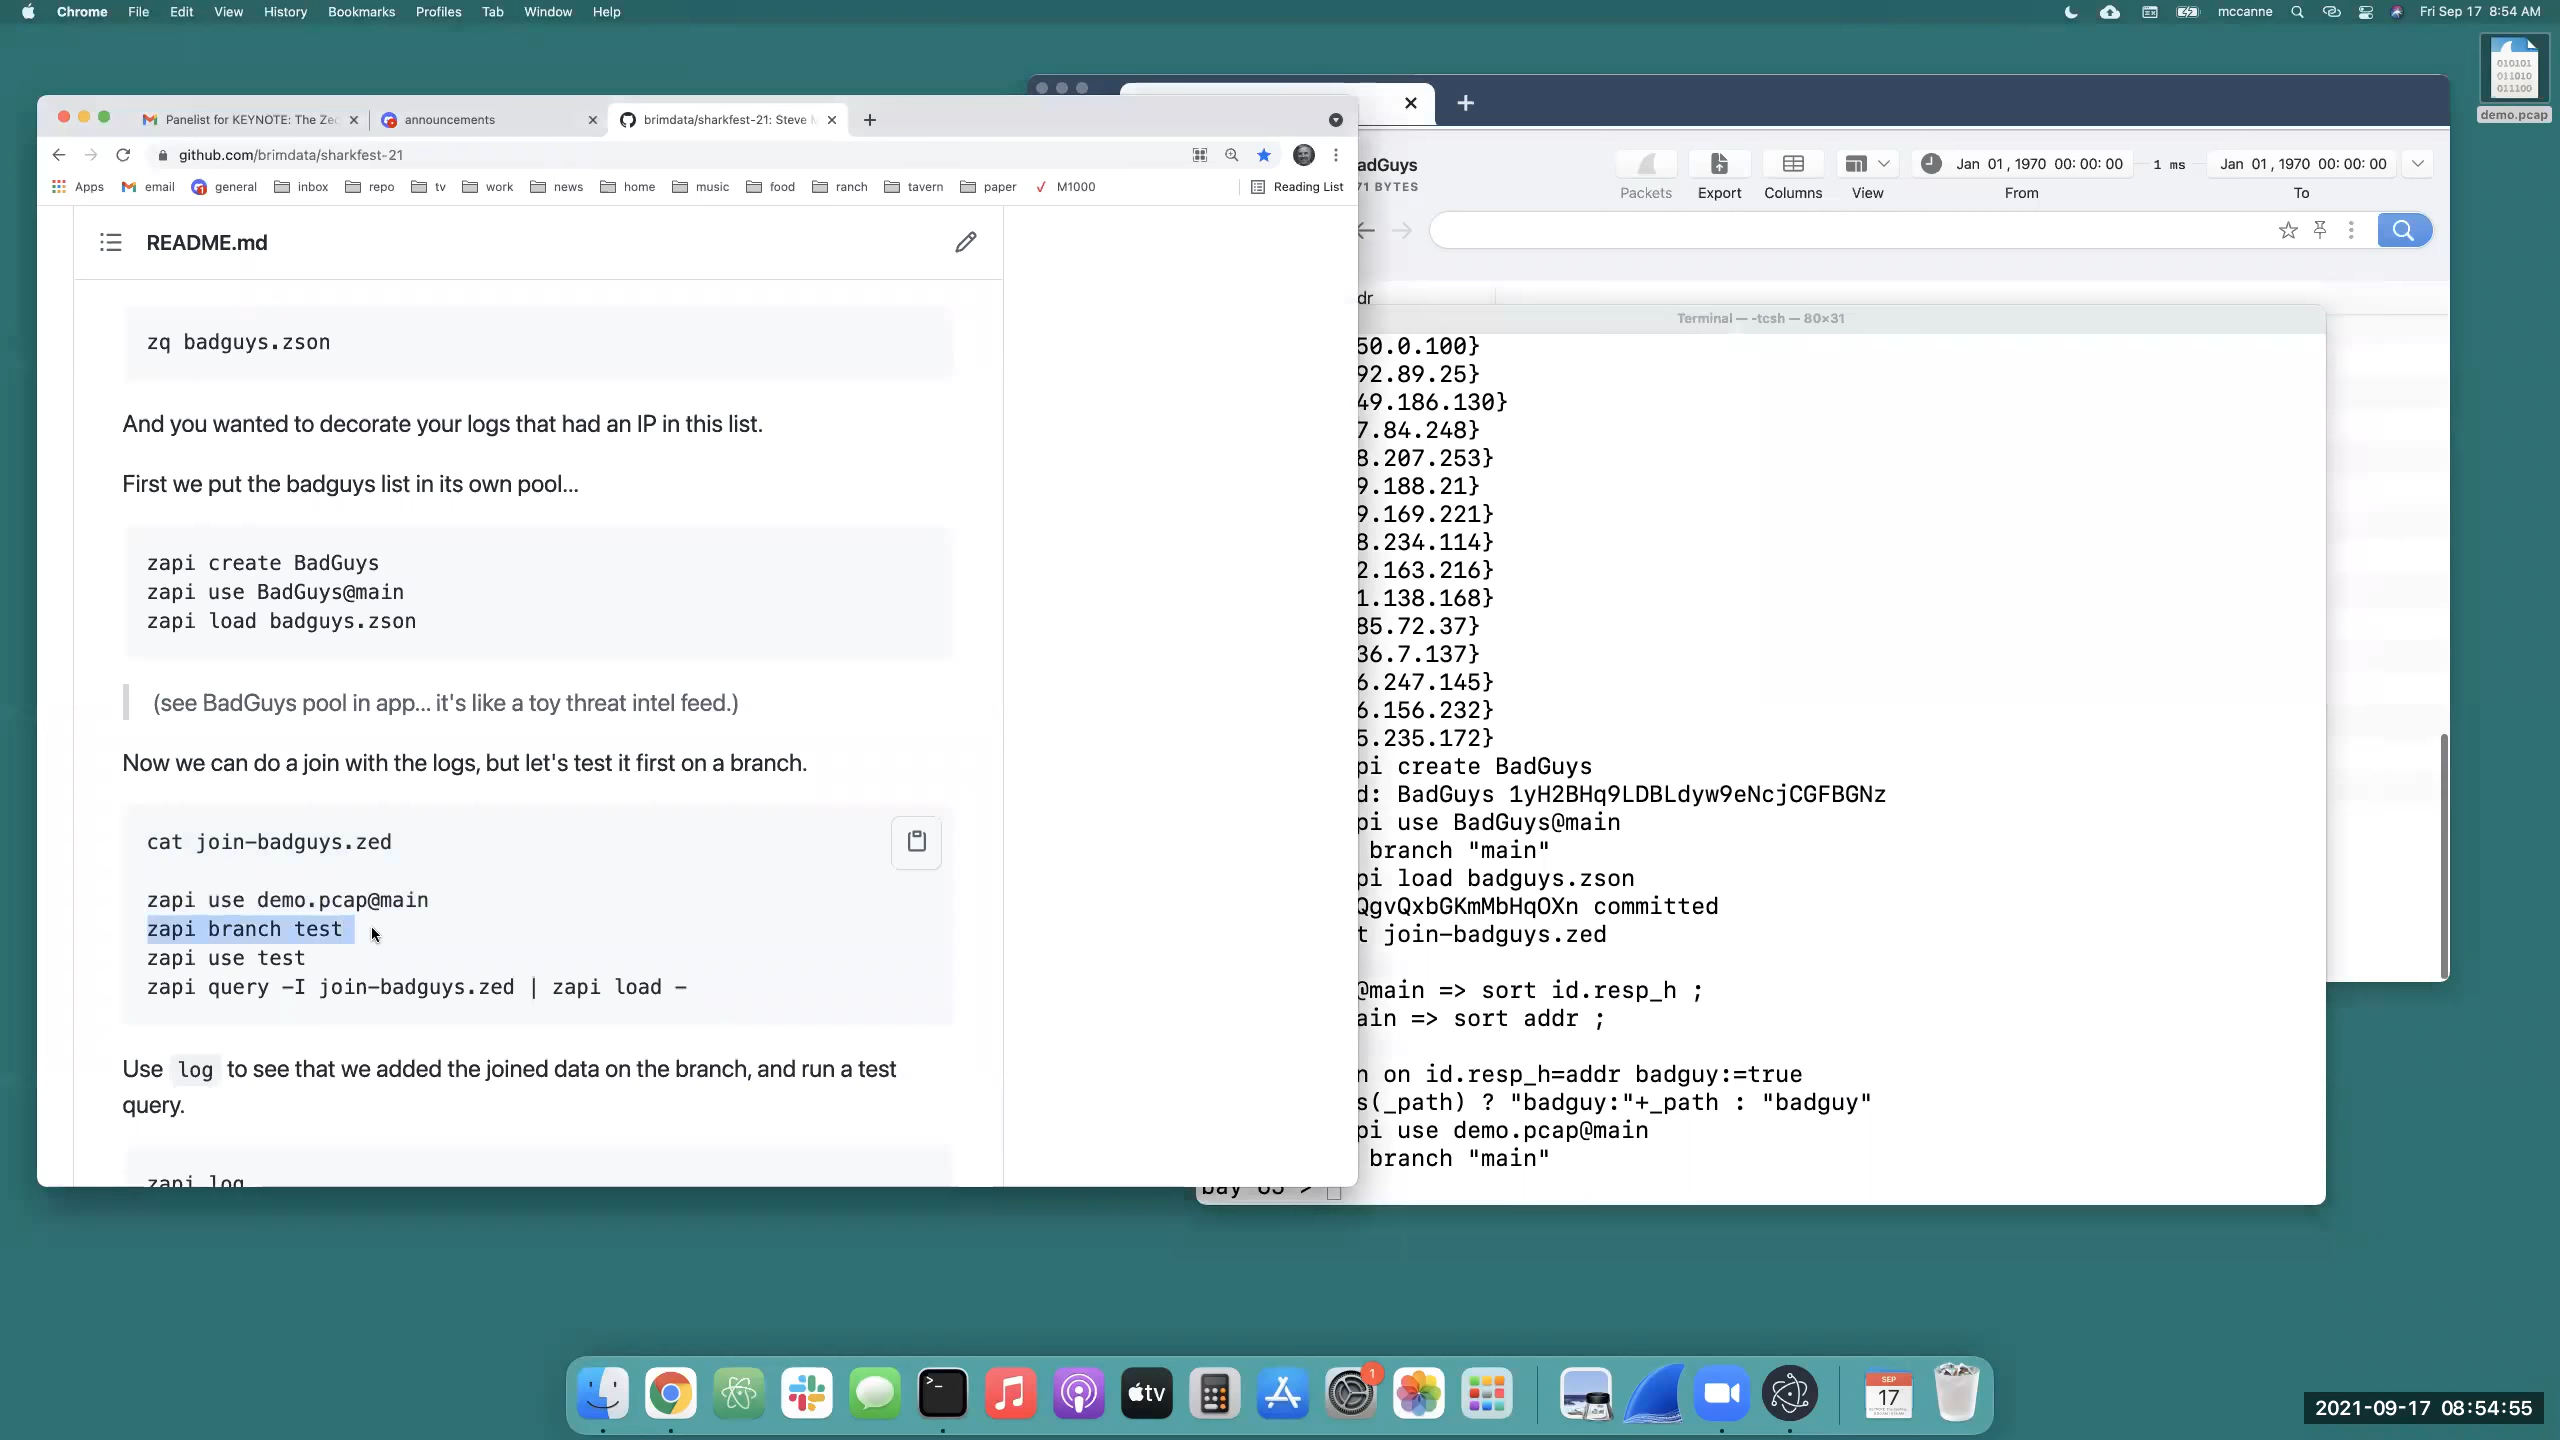 Chrome File Edit View History Bookmarks Profiles Tab Window Help
mccanne Fri Sep 17 8:54 AM
010101
011010
011100
demo.pcap
Panelist for KEYNOTE: The Ze
announcements
brimdata/sharkfest-21: Steve M
github.com/brimdata/sharkfest-21
Apps email general inbox repo tv work news home music food ranch tavern paper M1000 Reading List
README.md
zq badguys.zson
And you wanted to decorate your logs that had an IP in this list.
First we put the badguys list in its own pool...
zapi create BadGuys
zapi use BadGuys@main
zapi load badguys.zson
(see BadGuys pool in app... it's like a toy threat intel feed.)
Now we can do a join with the logs, but let's test it first on a branch.
cat join-badguys.zed
zapi use demo.pcap@main
zapi branch test
zapi use test
zapi query -I join-badguys.zed | zapi load -
Use log to see that we added the joined data on the branch, and run a test
query.
zapi log
adGuys
71 BYTES
Packets Export Columns View
Jan 01, 1970 00:00:00 1 ms Jan 01, 1970 00:00:00
From To
dr
Terminal — -tcsh — 80×31
50.0.100}
92.89.25}
49.186.130}
7.84.248}
8.207.253}
9.188.21}
9.169.221}
8.234.114}
2.163.216}
1.138.168}
85.72.37}
36.7.137}
6.247.145}
6.156.232}
5.235.172}
pi create BadGuys
d: BadGuys 1yH2BHq9LDBLdyw9eNcjCGFBGNz
pi use BadGuys@main
branch "main"
pi load badguys.zson
QgvQxbGKmMbHqOXn committed
t join-badguys.zed
@main => sort id.resp_h ;
ain => sort addr ;
n on id.resp_h=addr badguy:=true
s(_path) ? "badguy:"+_path : "badguy"
pi use demo.pcap@main
branch "main"
tv
1
SEP
17
2021-09-17 08:54:55